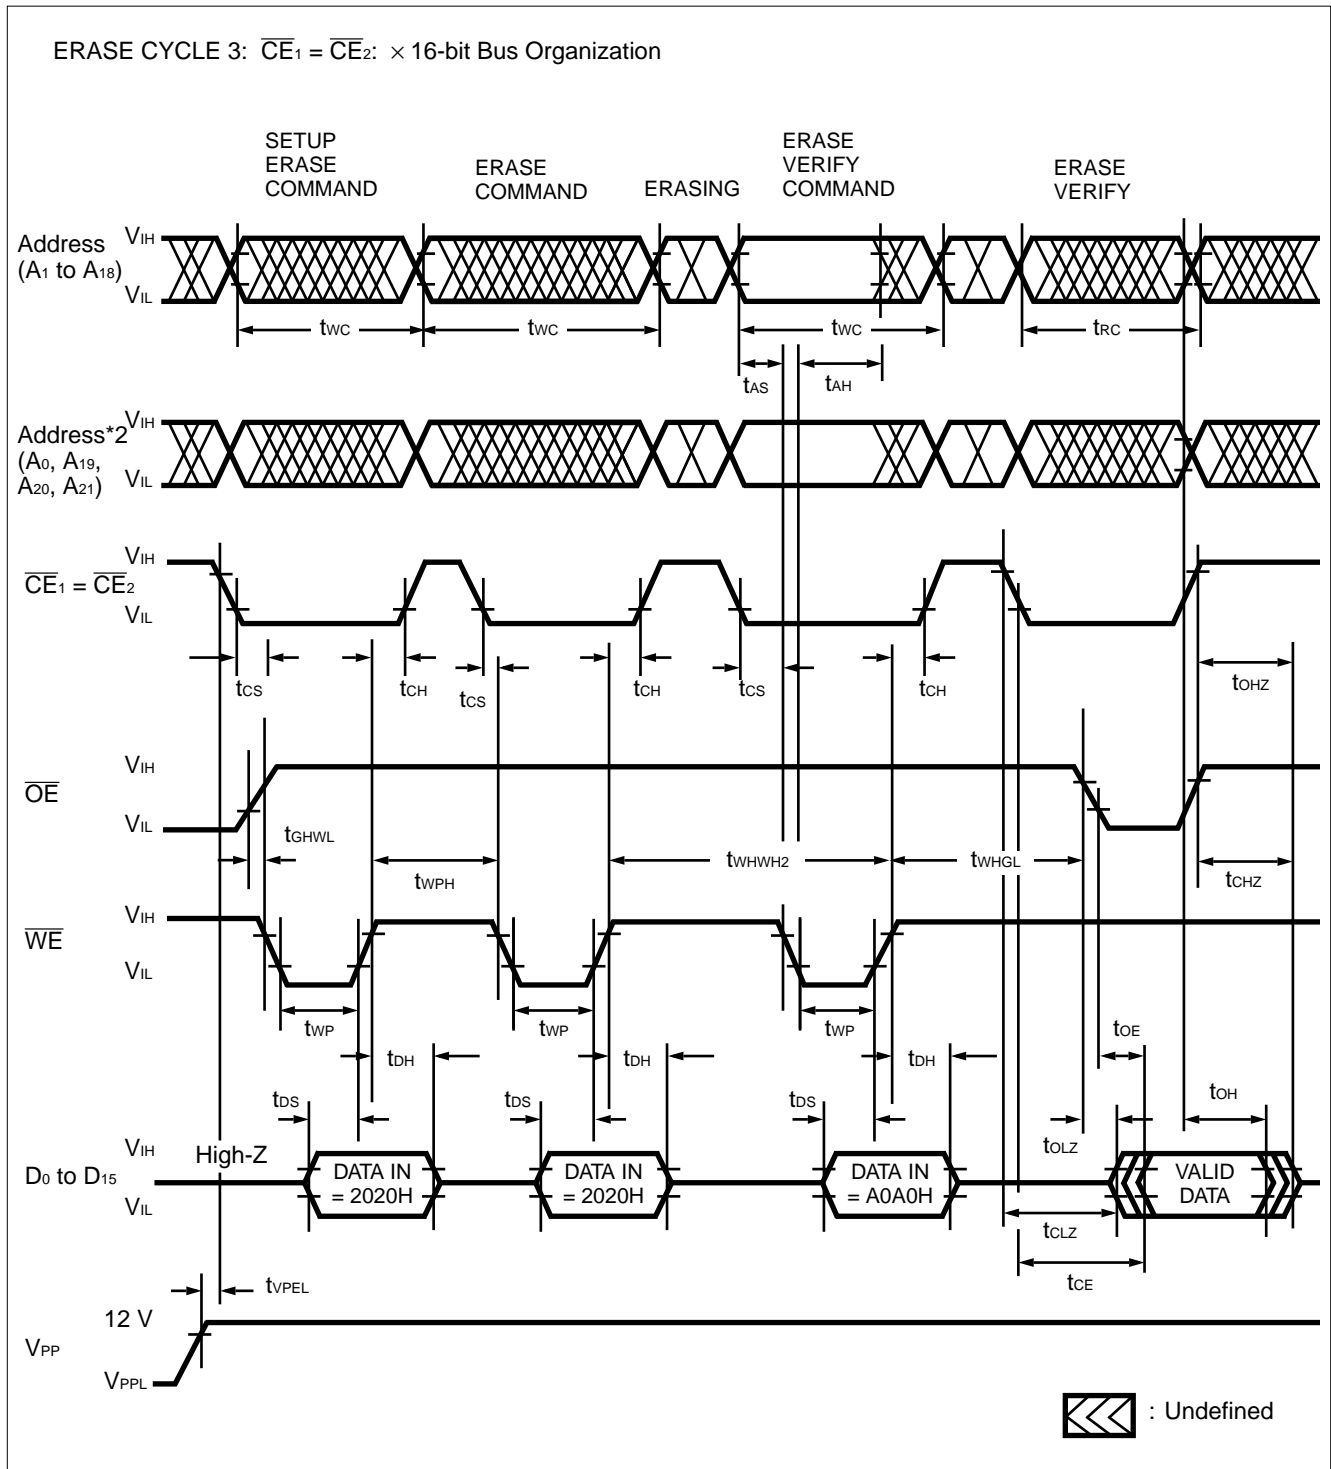 ERASE CYCLE 3: CE1 = CE2: × 16-bit Bus Organization
SETUP
ERASE
COMMAND
ERASE
COMMAND
ERASING
ERASE
VERIFY
COMMAND
ERASE
VERIFY
Address
(A1 to A18)
VIH
VIL
tWC
tWC
tWC
tRC
tAS
tAH
Address*2
(A0, A19,
A20, A21)
VIH
VIL
CE1 = CE2
VIH
VIL
tCS
tCH
tCS
tCH
tCS
tCH
tOHZ
OE
VIH
VIL
tGHWL
tWPH
tWHWH2
tWHGL
tCHZ
WE
VIH
VIL
tWP
tWP
tWP
tOE
tDH
tDH
tDH
tDS
tDS
tDS
tOH
tOLZ
D0 to D15
VIH
VIL
High-Z
DATA IN
= 2020H
DATA IN
= 2020H
DATA IN
= A0A0H
VALID
DATA
tCLZ
tCE
tVPEL
VPP
12 V
VPPL
: Undefined